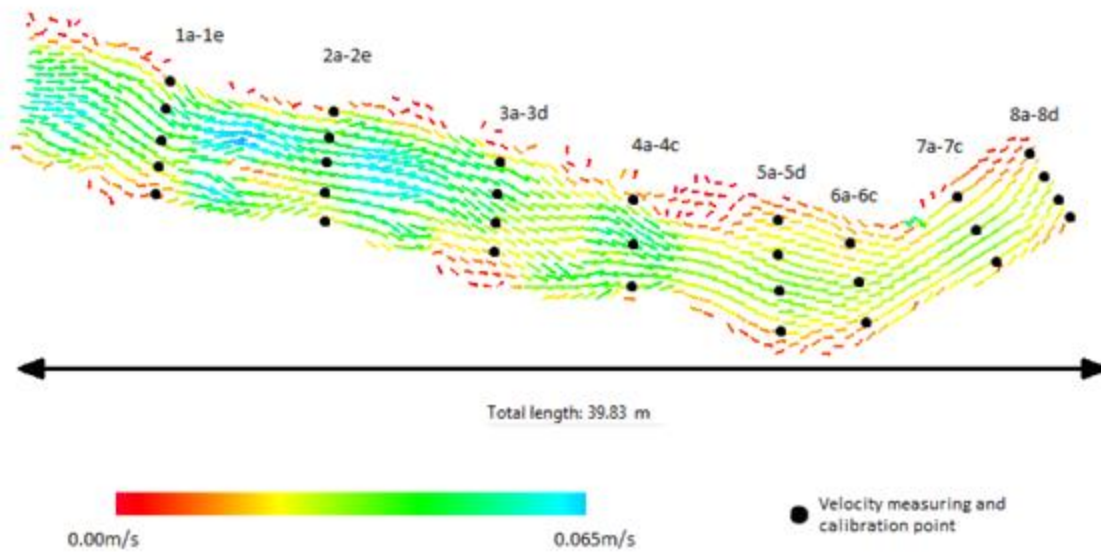 1a-1e
2a-2e
3a-3d
4a-4c
5a-5d
6a-6c
7a-7c
8a-8d
Total length: 39.83 m
0.00m/s
0.065m/s
Velocity measuring and
calibration point